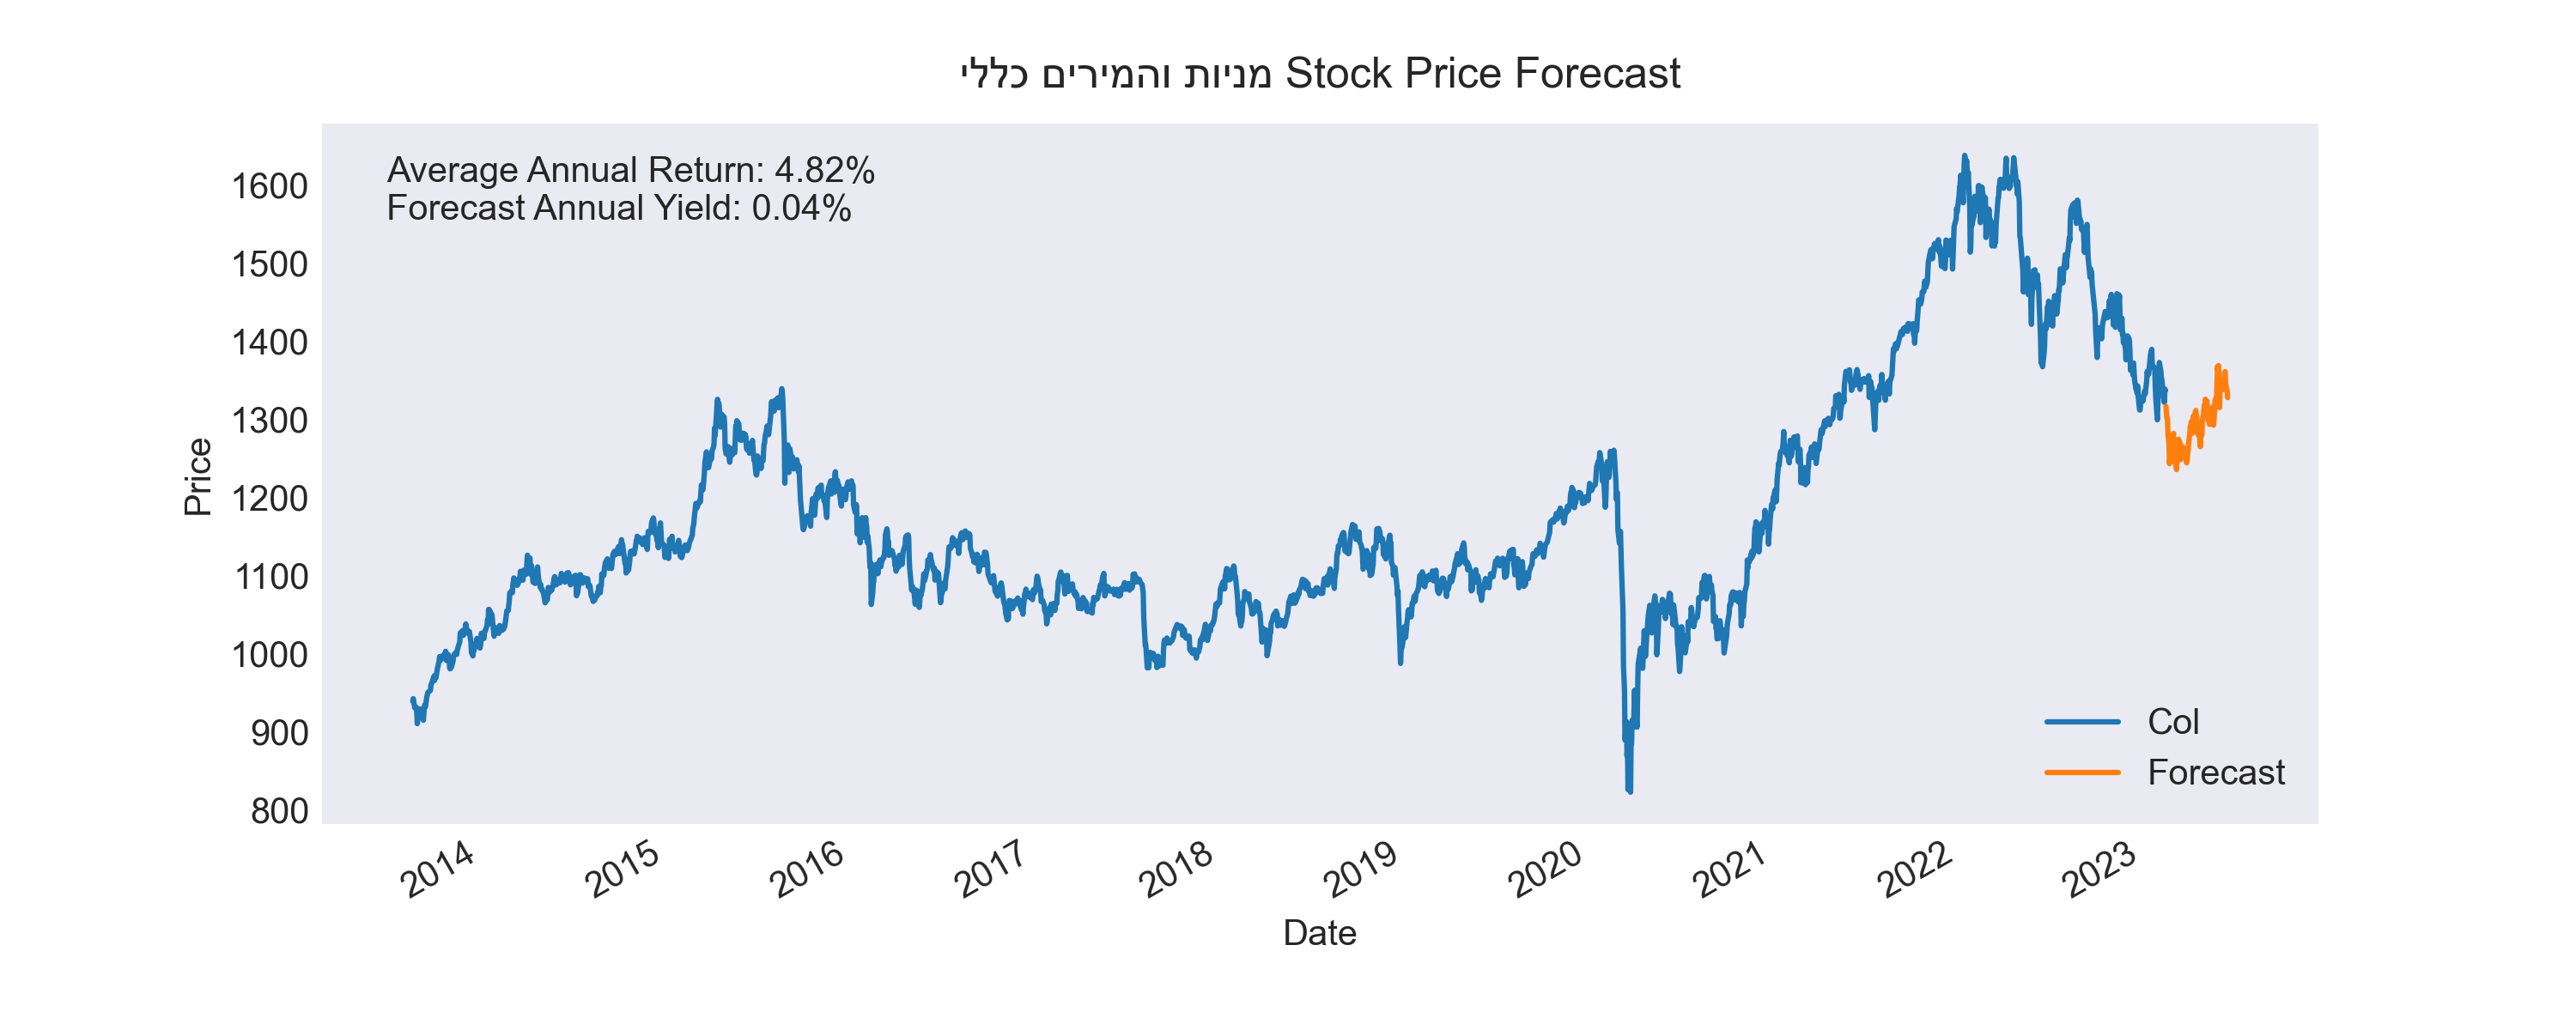 מניות והמירים כללי Stock Price Forecast
Average Annual Return: 4.82%
Forecast Annual Yield: 0.04%
Price
1600
1500
1400
1300
1200
1100
1000
900
800
Col
Forecast
2014
2015
2016
2017
2018
2019
2020
2021
2022
2023
Date